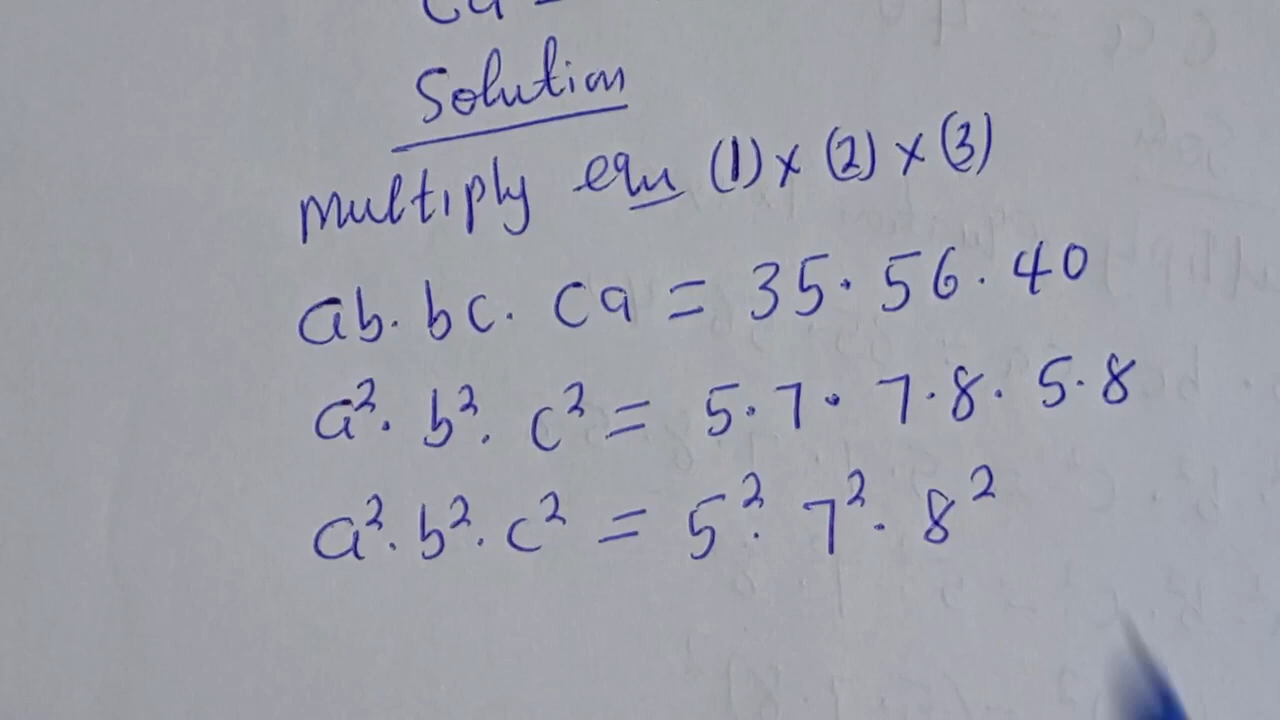 ca =
Solution
multiply eqn (1) × (2) × (3)
ab. bc. ca = 35. 56. 40
a². b². c² = 5. 7. 7. 8. 5. 8
a². b². c² = 5². 7². 8²